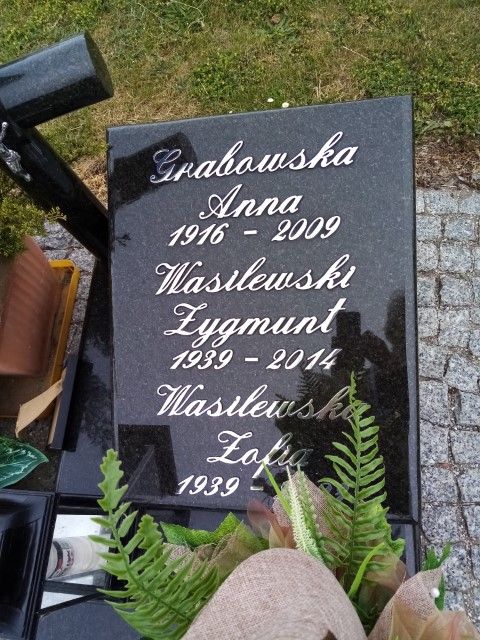 Grabowska
Anna
1916 - 2009
Wasilewski
Zygmunt
1939 - 2014
Wasilewska
Zofia
1939 -